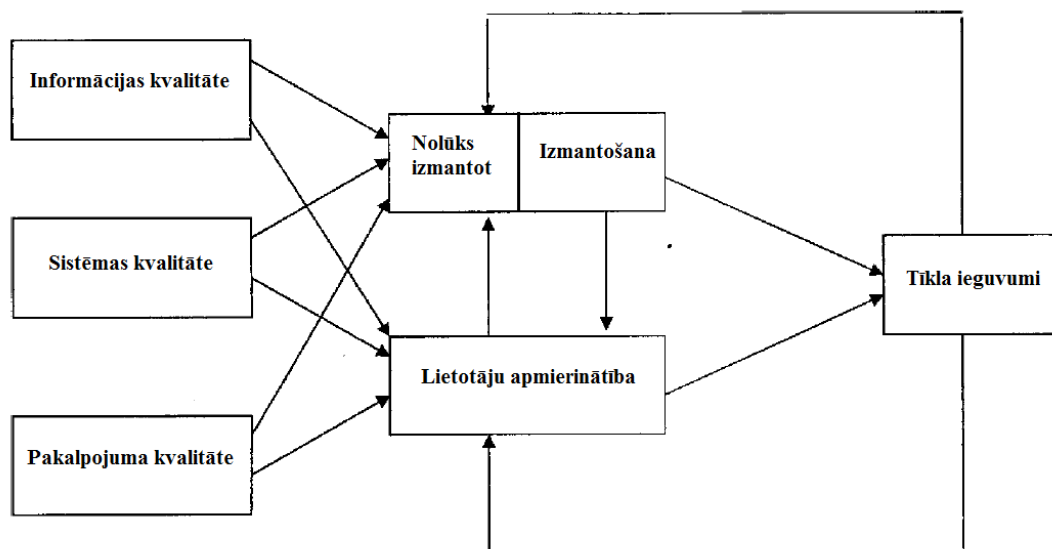 Informācijas kvalitāte
Nolūks
izmantot
Izmantošana
Sistēmas kvalitāte
Tīkla ieguvumi
Lietotāju apmierinātība
Pakalpojuma kvalitāte